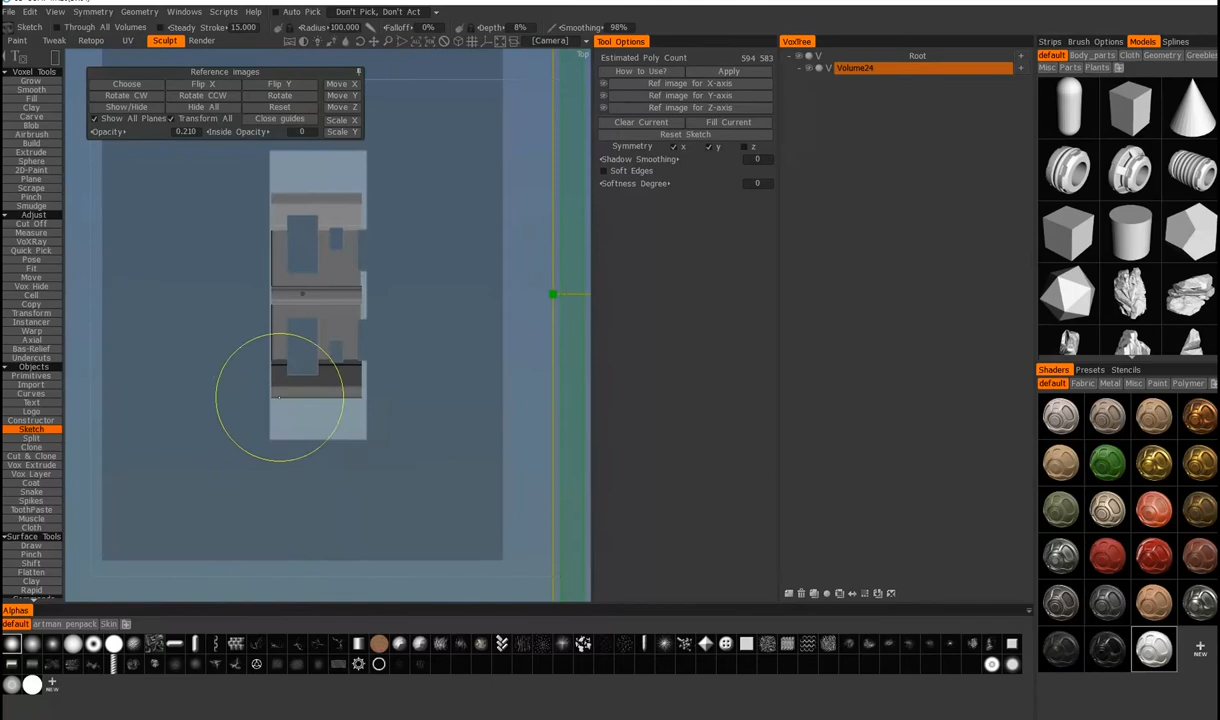 File Edit View Symmetry Geometry Windows Scripts Help Auto Pick Don't Pick, Don't Act
Sketch Through All Volumes Steady Stroke 15.000 Radius 100.000 Falloff 0% Depth 8% Smoothing 98%
Paint Tweak Retopo UV Sculpt Render [Camera]
Top
Voxel Tools
Grow
Smooth
Fill
Clay
Carve
Blob
Airbrush
Build
Extrude
Sphere
2D-Paint
Plane
Scrape
Pinch
Smudge
Adjust
Cut Off
Measure
VoXRay
Quick Pick
Pose
Fit
Move
Vox Hide
Cell
Copy
Transform
Instancer
Warp
Axial
Bas-Relief
Undercuts
Objects
Primitives
Import
Curves
Text
Logo
Constructor
Sketch
Split
Clone
Cut & Clone
Vox Extrude
Vox Layer
Coat
Snake
Spikes
ToothPaste
Muscle
Cloth
Surface Tools
Draw
Pinch
Shift
Flatten
Clay
Rapid
Reference images
Choose Flip X Flip Y Move X
Rotate CW Rotate CCW Rotate Move Y
Show/Hide Hide All Reset Move Z
Show All Planes Transform All Close guides Scale X
Opacity 0.210 Inside Opacity 0 Scale Y
Tool Options
Estimated Poly Count 594 583
How to Use? Apply
Ref image for X-axis
Ref image for Y-axis
Ref image for Z-axis
Clear Current Fill Current
Reset Sketch
Symmetry x y z
Shadow Smoothing 0
Soft Edges
Softness Degree 0
VoxTree
V Root
V Volume24
Strips Brush Options Models Splines
default Body_parts Cloth Geometry Greebles
Misc Parts Plants
Shaders Presets Stencils
default Fabric Metal Misc Paint Polymer
NEW
Alphas
default artman penpack Skin
NEW